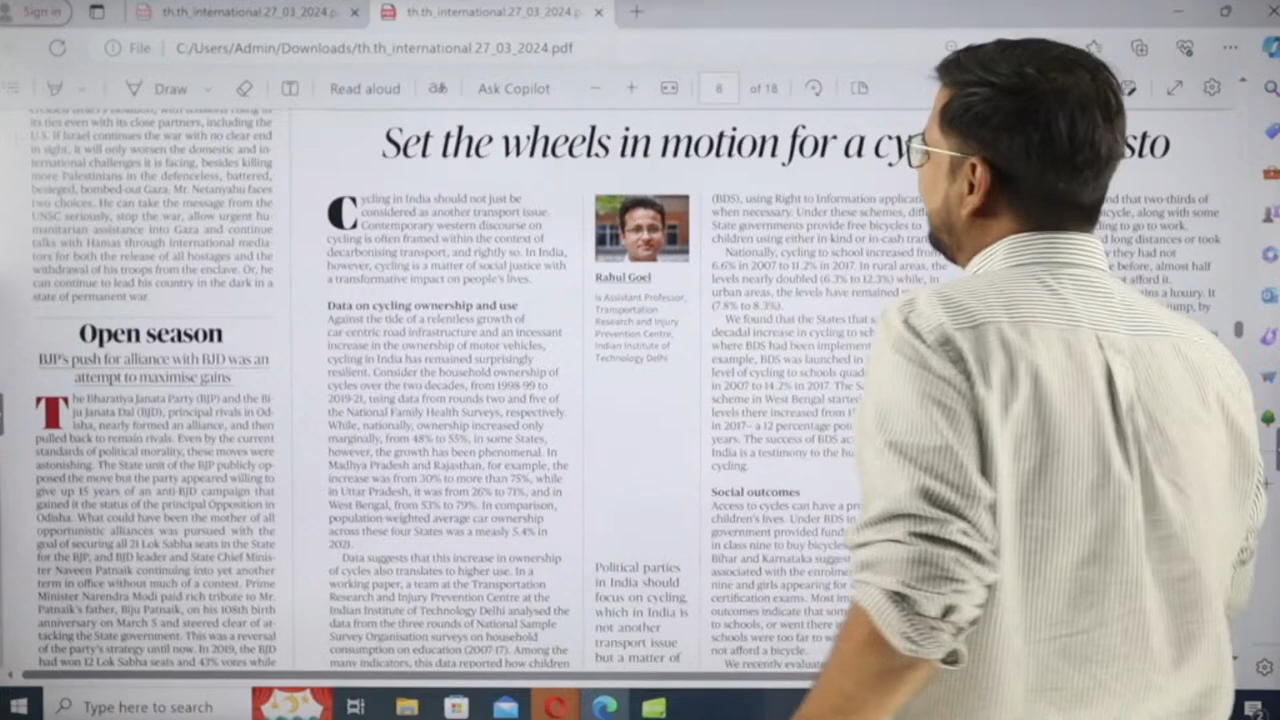 Sign in
th.th_international.27_03_2024.p
th.th_international.27_03_2024.p
File
C:/Users/Admin/Downloads/th.th_international.27_03_2024.pdf
Draw
Read aloud
Ask Copilot
8
of 18
its ties even with its close partners, including the
U.S. If Israel continues the war with no clear end
in sight, it will only worsen the domestic and in-
ternational challenges it is facing, besides killing
more Palestinians in the defenceless, battered,
besieged, bombed-out Gaza. Mr. Netanyahu faces
two choices. He can take the message from the
UNSC seriously, stop the war, allow urgent hu-
manitarian assistance into Gaza and continue
talks with Hamas through international media-
tors for both the release of all hostages and the
withdrawal of his troops from the enclave. Or, he
can continue to lead his country in the dark in a
state of permanent war.
Open season
BJP's push for alliance with BJD was an
attempt to maximise gains
The Bharatiya Janata Party (BJP) and the Bi-
ju Janata Dal (BJD), principal rivals in Od-
isha, nearly formed an alliance, and then
pulled back to remain rivals. Even by the current
standards of political morality, these moves were
astonishing. The State unit of the BJP publicly op-
posed the move but the party appeared willing to
give up 15 years of an anti-BJD campaign that
gained it the status of the principal Opposition in
Odisha. What could have been the mother of all
opportunistic alliances was pursued with the
goal of securing all 21 Lok Sabha seats in the State
for the BJP, and BJD leader and State Chief Minis-
ter Naveen Patnaik continuing into yet another
term in office without much of a contest. Prime
Minister Narendra Modi paid rich tribute to Mr.
Patnaik's father, Biju Patnaik, on his 108th birth
anniversary on March 5 and steered clear of at-
tacking the State government. This was a reversal
of the party's strategy until now. In 2019, the BJD
had won 12 Lok Sabha seats and 43% votes while
Set the wheels in motion for a cy sto
Cycling in India should not just be
considered as another transport issue.
Contemporary western discourse on
cycling is often framed within the context of
decarbonising transport, and rightly so. In India,
however, cycling is a matter of social justice with
a transformative impact on people's lives.
Data on cycling ownership and use
Against the tide of a relentless growth of
car-centric road infrastructure and an incessant
increase in the ownership of motor vehicles,
cycling in India has remained surprisingly
resilient. Consider the household ownership of
cycles over the two decades, from 1998-99 to
2019-21, using data from rounds two and five of
the National Family Health Surveys, respectively.
While, nationally, ownership increased only
marginally, from 48% to 55%, in some States,
however, the growth has been phenomenal. In
Madhya Pradesh and Rajasthan, for example, the
increase was from 30% to more than 75%, while
in Uttar Pradesh, it was from 26% to 71%, and in
West Bengal, from 53% to 79%. In comparison,
population-weighted average car ownership
across these four States was a measly 5.4% in
2021.
Data suggests that this increase in ownership
of cycles also translates to higher use. In a
working paper, a team at the Transportation
Research and Injury Prevention Centre at the
Indian Institute of Technology Delhi analysed the
data from the three rounds of National Sample
Survey Organisation surveys on household
consumption on education (2007-17). Among the
many indicators, this data reported how children
Rahul Goel
is Assistant Professor,
Transportation
Research and Injury
Prevention Centre,
Indian Institute of
Technology Delhi
Political parties
in India should
focus on cycling,
which in India is
not another
transport issue
but a matter of
(BDS), using Right to Information
when necessary. Under these schemes,
State governments provide free bicycles to
children using either in-kind or in-cash
Nationally, cycling to school increased from
6.6% in 2007 to 11.2% in 2017. In rural areas, the
levels nearly doubled (6.3% to 12.3%) while, in
urban areas, the levels have remained
(7.8% to 8.3%).
We found that the States that
decadal increase in cycling to
where BDS had been
example, BDS was launched in
level of cycling to schools
in 2007 to 14.2% in 2017. The
scheme in West Bengal
levels there increased from
in 2017– a 12 percentage
years. The success of BDS
India is a testimony to the
cycling.
Social outcomes
Access to cycles can have a
children's lives. Under BDS in
government provided
in class nine to buy
Bihar and Karnataka
associated with the
nine and girls appearing for
certification exams. Most
outcomes indicate that
to schools, or went there
schools were too far to
not afford a bicycle.
We recently
nd that two-thirds of
icycle, along with some
ling to go to work.
d long distances or took
y they had not
before, almost half
afford it.
a luxury. It
by
Type here to search